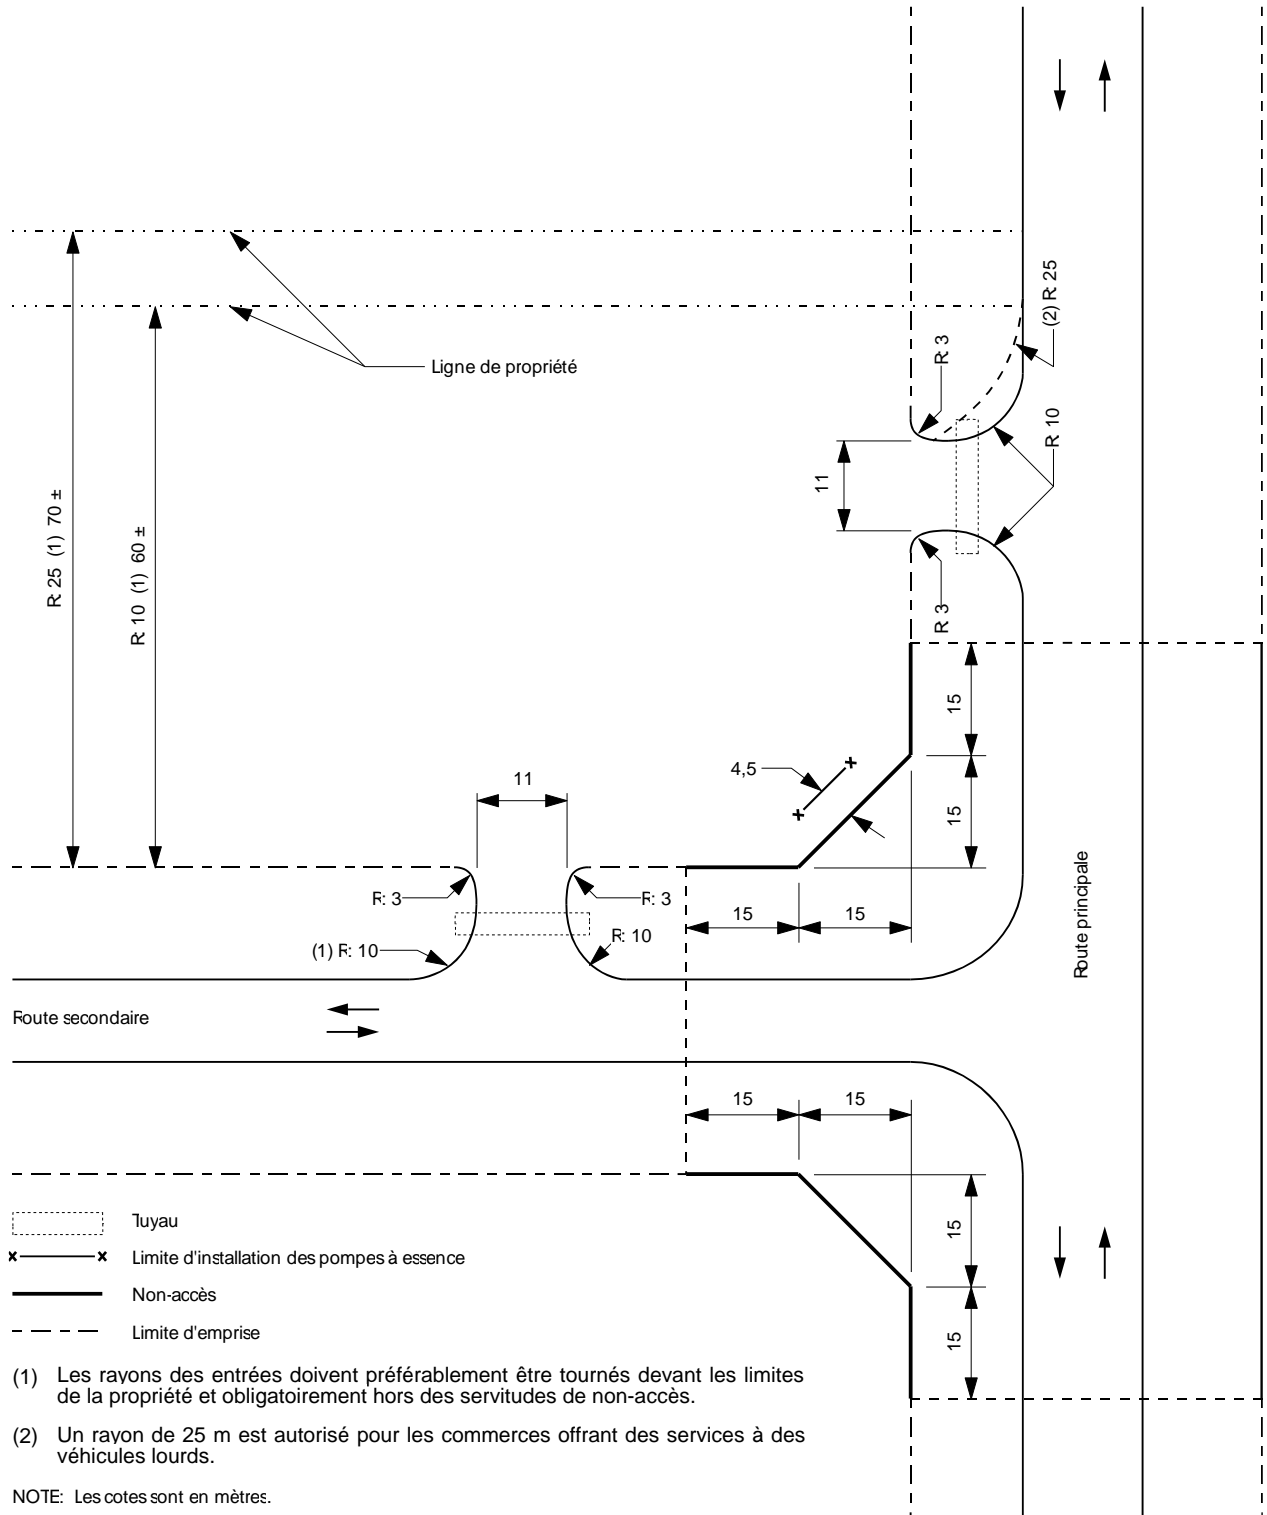 (2) R: 25
R: 3
Ligne de propriété
R: 10
11
R: 25 (1) 70 ±
R: 10 (1) 60 ±
R: 3
15
4,5
11
15
R: 3
R: 3
15
15
(1) R: 10
R: 10
Route principale
Route secondaire
15
15
15
15
Tuyau
Limite d'installation des pompes à essence
Non-accès
Limite d'emprise
(1) Les rayons des entrées doivent préférablement être tournés devant les limites
de la propriété et obligatoirement hors des servitudes de non-accès.
(2) Un rayon de 25 m est autorisé pour les commerces offrant des services à des
véhicules lourds.
NOTE: Les cotes sont en mètres.